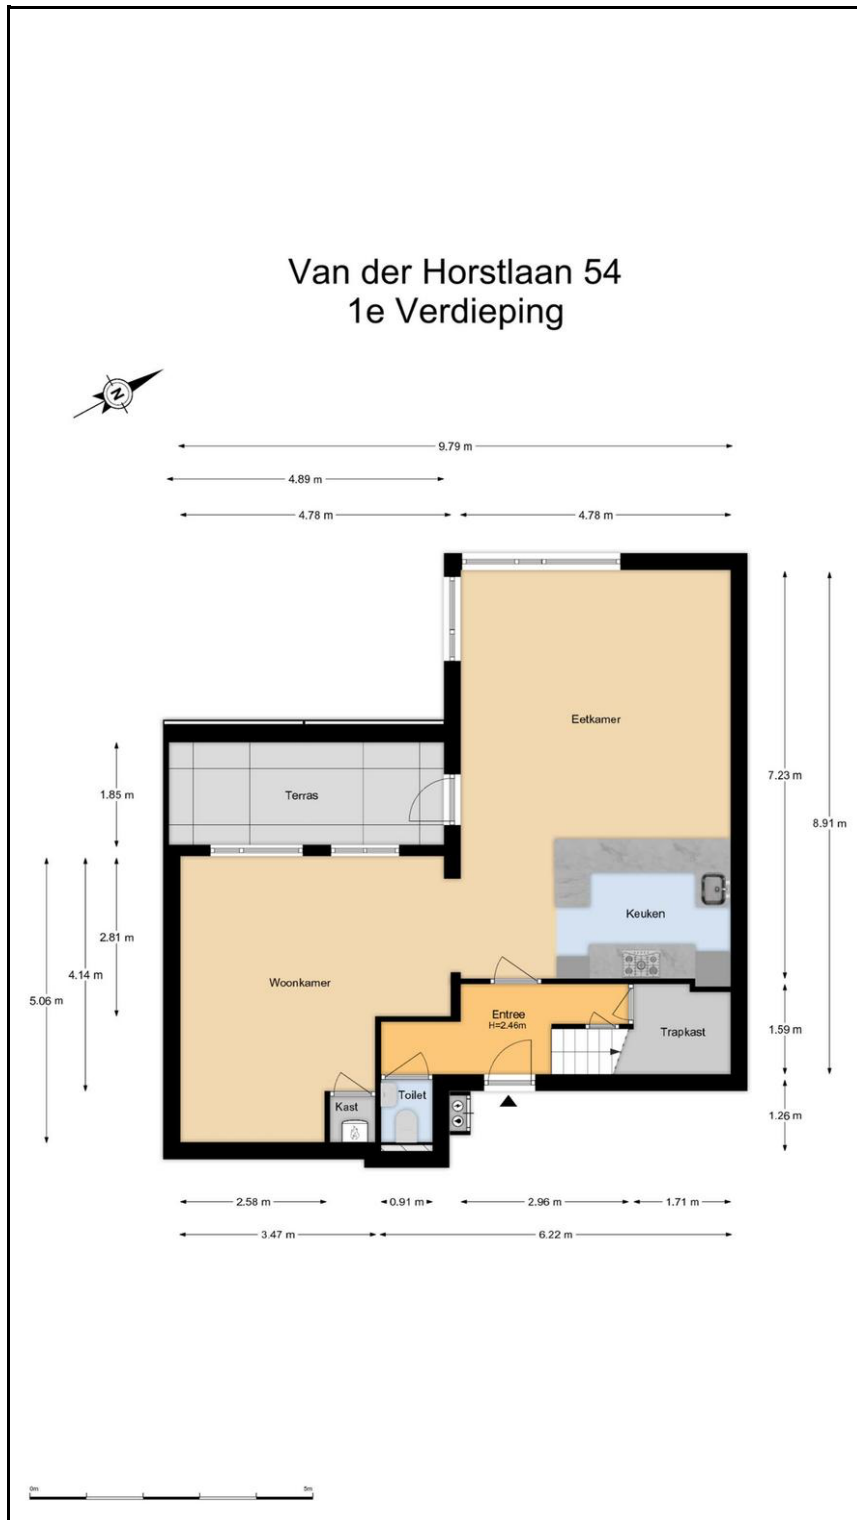 Van der Horstlaan 54
1e Verdieping
N
9.79 m
4.89 m
4.78 m
4.78 m
Eetkamer
7.23 m
8.91 m
1.85 m
Terras
Keuken
2.81 m
4.14 m
5.06 m
Woonkamer
Entree
H=2.46m
Trapkast
1.59 m
Kast
Toilet
1.26 m
2.58 m
0.91 m
2.96 m
1.71 m
3.47 m
6.22 m
0m
5m